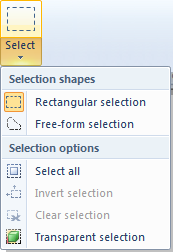 Select
Selection shapes
Rectangular selection
Free-form selection
Selection options
Select all
Invert selection
Clear selection
Transparent selection